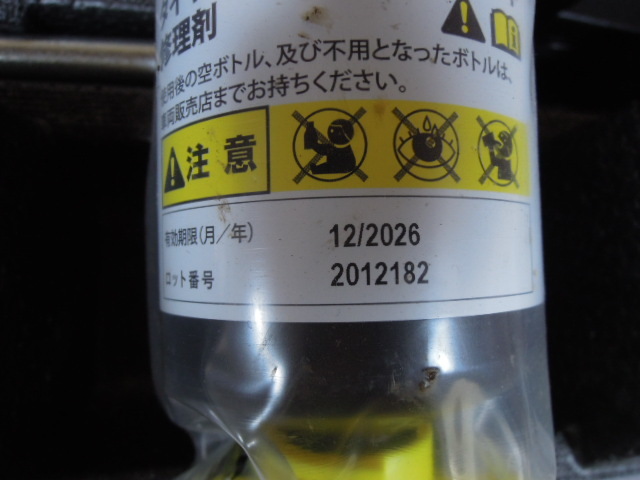 修理剤
使用後の空ボトル、及び不用となったボトルは、
車両販売店までお持ちください。
注意
有効期限(月/年) 12/2026
ロット番号 2012182